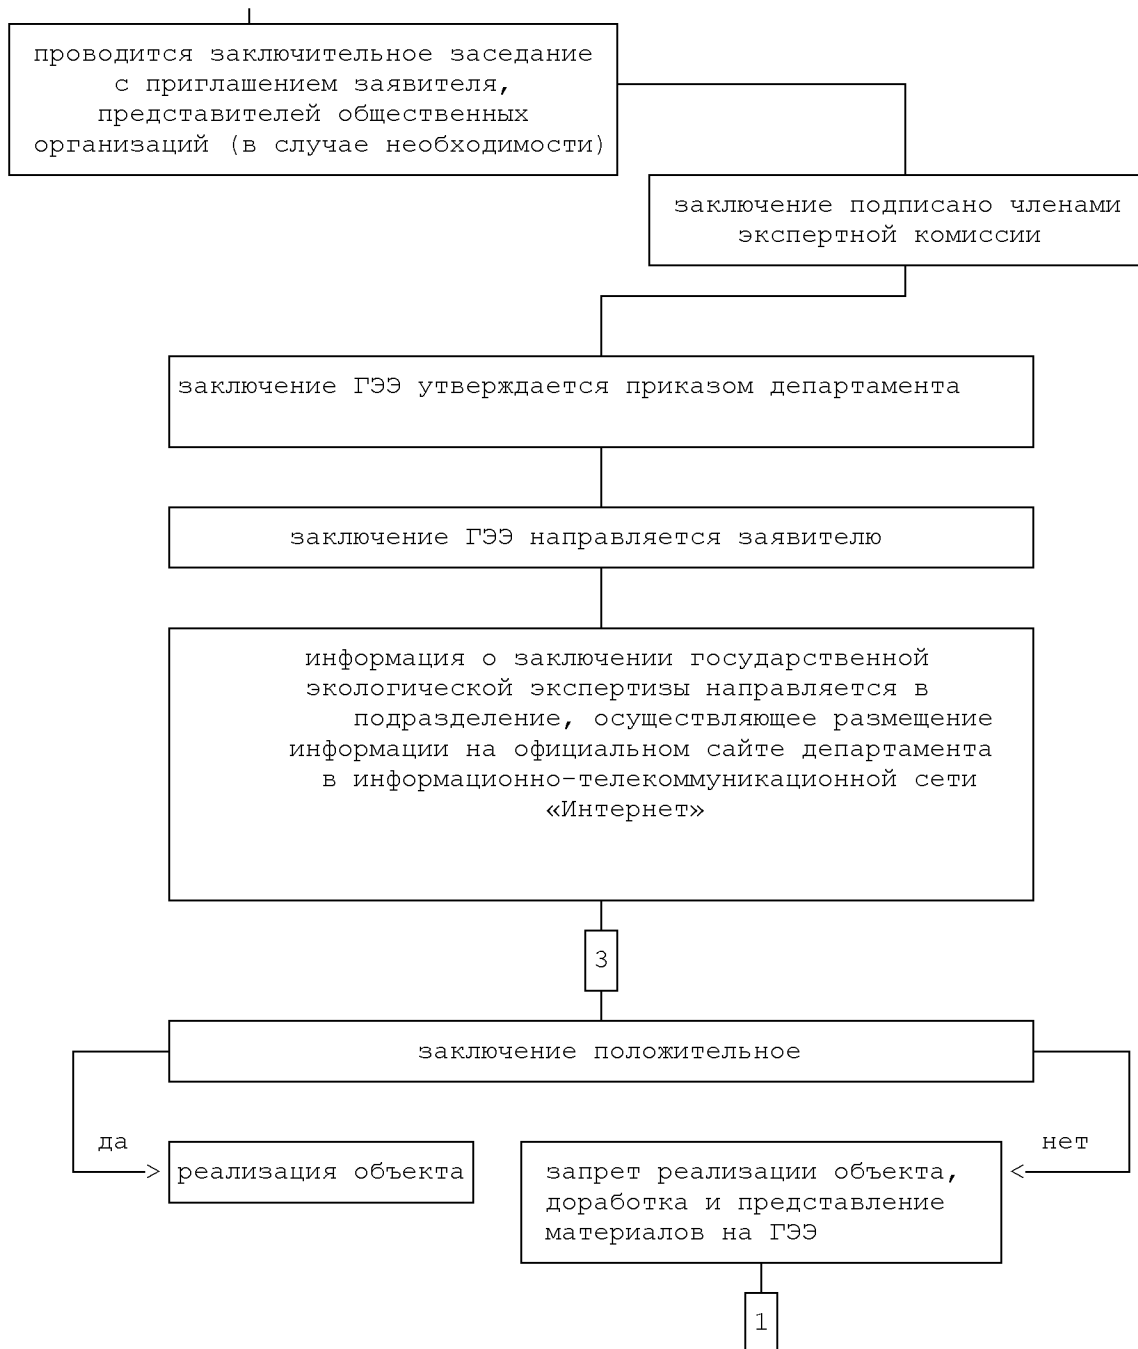 проводится заключительное заседание
с приглашением заявителя,
представителей общественных
организаций (в случае необходимости)
заключение подписано членами
экспертной комиссии
заключение ГЭЭ утверждается приказом департамента
заключение ГЭЭ направляется заявителю
информация о заключении государственной
экологической экспертизы направляется в
подразделение, осуществляющее размещение
информации на официальном сайте департамента
в информационно-телекоммуникационной сети
«Интернет»
3
заключение положительное
да
нет
реализация объекта
запрет реализации объекта,
доработка и представление
материалов на ГЭЭ
1